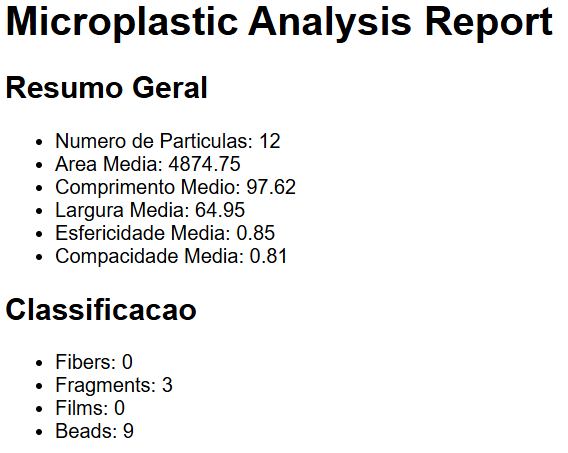 Microplastic Analysis Report
Resumo Geral
• Numero de Particulas: 12
• Area Media: 4874.75
• Comprimento Medio: 97.62
• Largura Media: 64.95
• Esfericidade Media: 0.85
• Compacidade Media: 0.81
Classificacao
• Fibers: 0
• Fragments: 3
• Films: 0
• Beads: 9